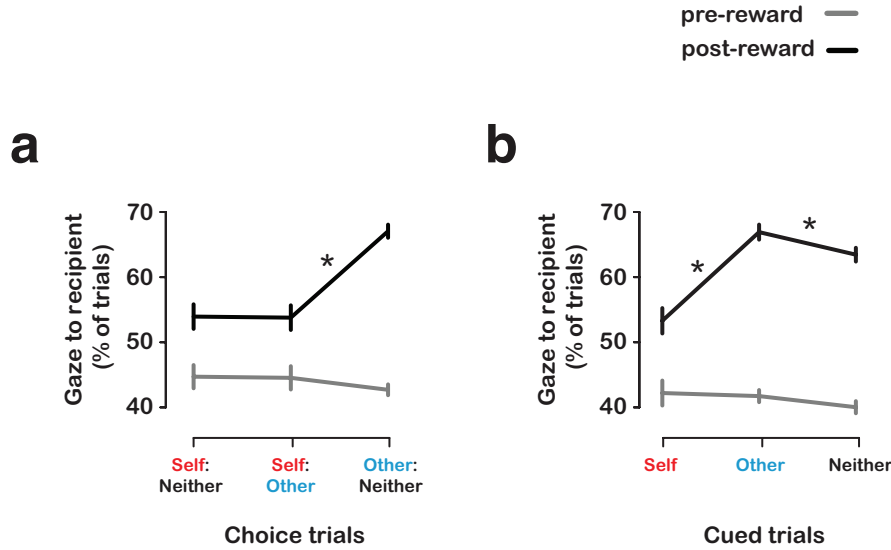 pre-reward
post-reward
a
b
Gaze to recipient
(% of trials)
70
60
50
40
*
Self:
Neither
Self:
Other
Other:
Neither
Choice trials
Gaze to recipient
(% of trials)
70
60
50
40
*
*
Self
Other
Neither
Cued trials